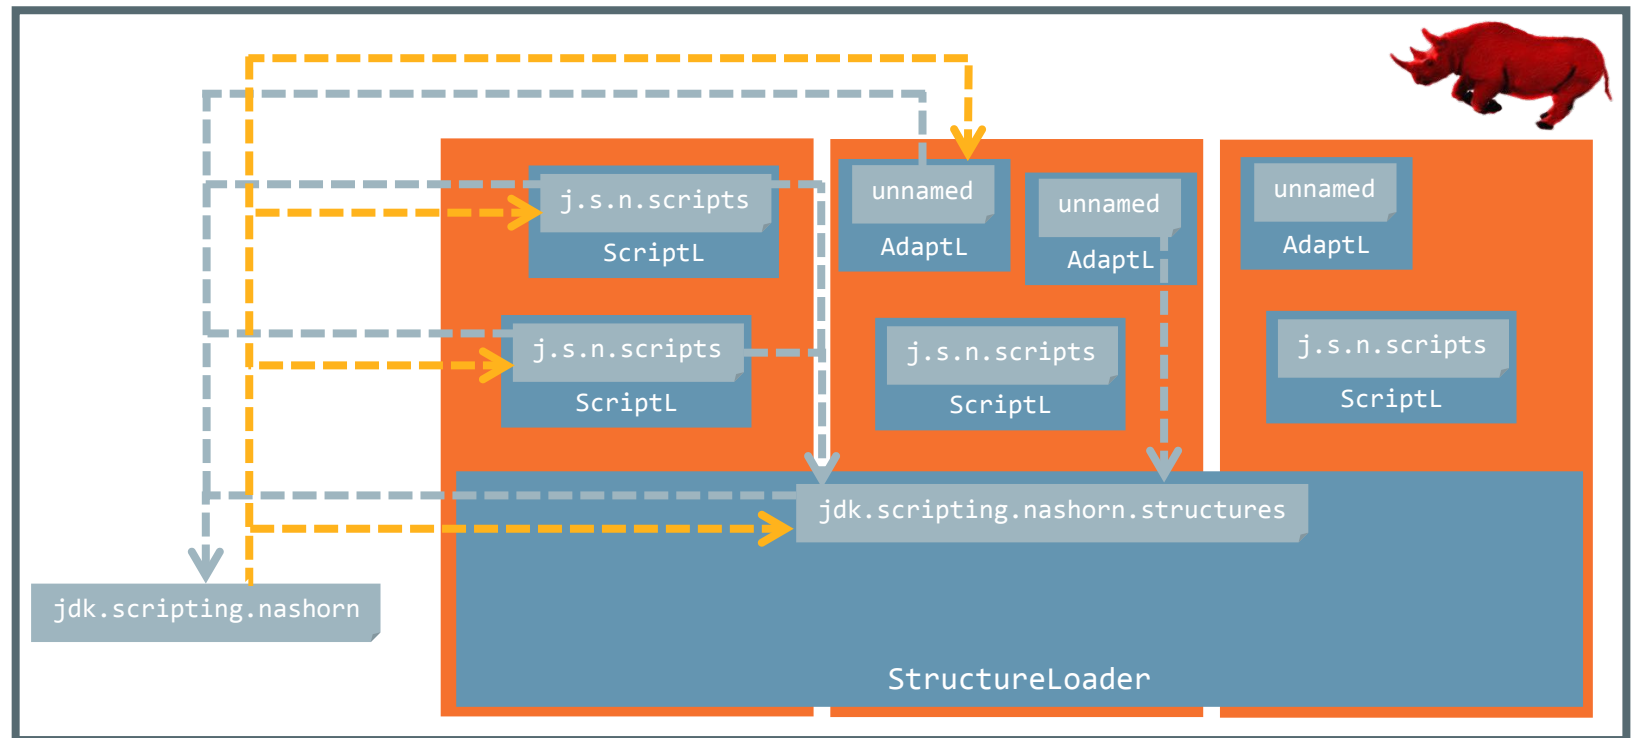 j.s.n.scripts
ScriptL
unnamed
AdaptL
unnamed
AdaptL
unnamed
AdaptL
j.s.n.scripts
ScriptL
j.s.n.scripts
ScriptL
j.s.n.scripts
ScriptL
jdk.scripting.nashorn.structures
jdk.scripting.nashorn
StructureLoader